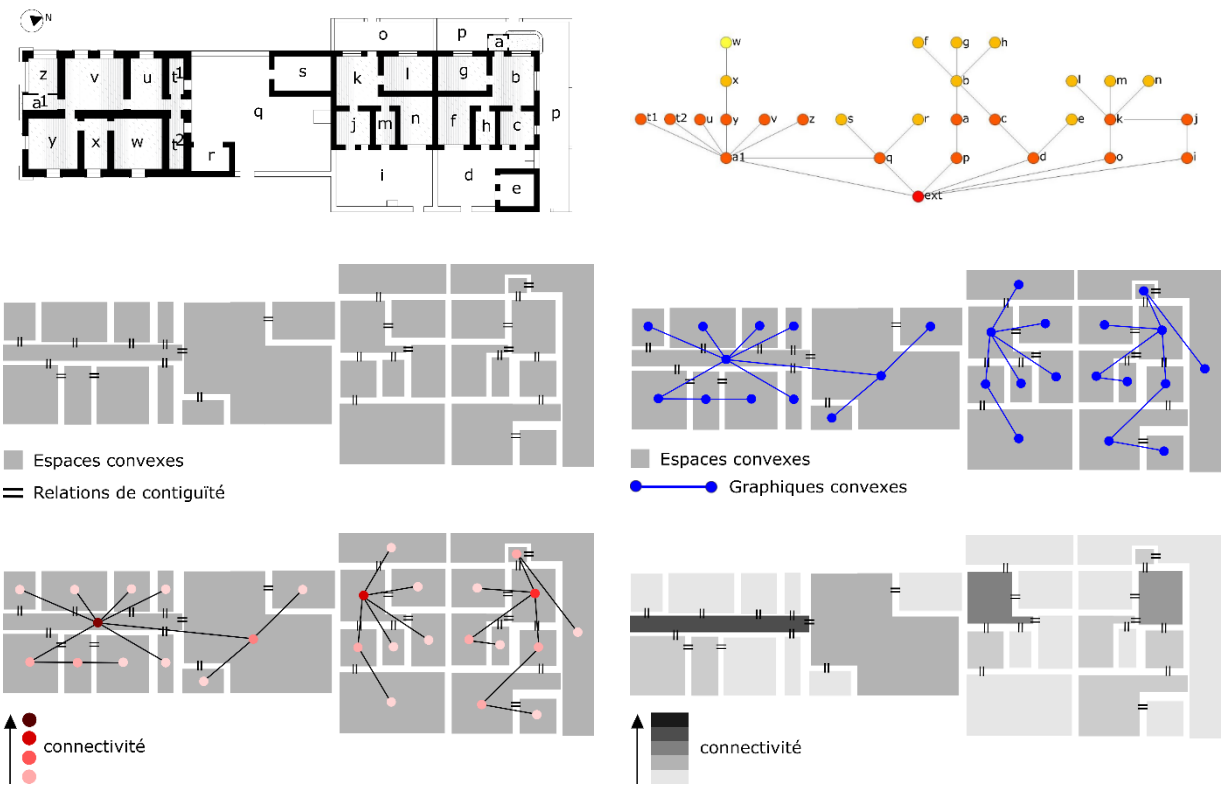 N
o p
a
z v u t1 s k l g b
a1
q p
j m n f h c
y x w t2
r
i d e
w f g h
x b l m n
t1 t2 u y v z s r a c e k j
a1 q p d o i
ext
Espaces convexes
Relations de contiguïté
Espaces convexes
Graphiques convexes
connectivité
connectivité